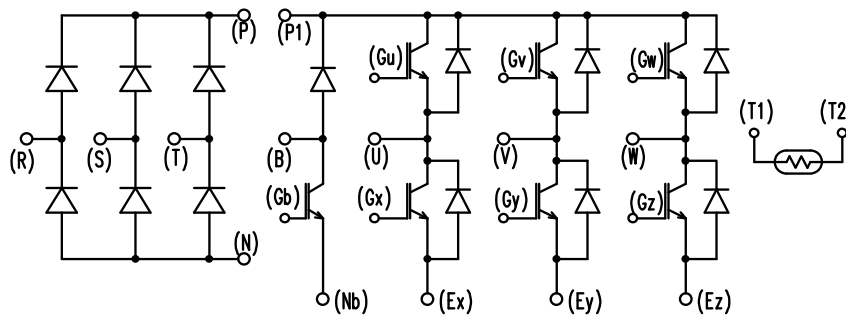 (P) (P1)
(Gu) (Gv) (Gw)
(T1) (T2
(R) (S) (T) (B) (U) (V) (W)
(Gb) (Gx) (Gy) (Gz)
(N)
(Nb) (Ex) (Ey) (Ez)